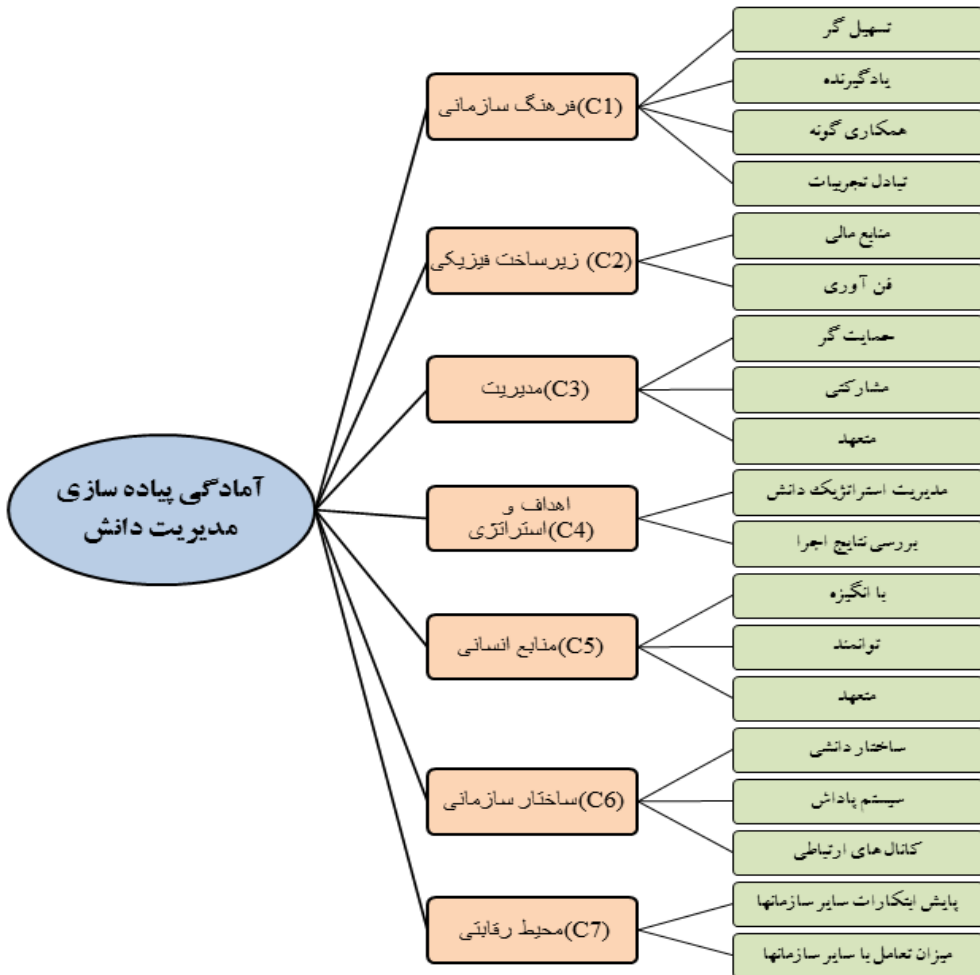 آمادگی پیاده سازی
مدیریت دانش
(C1)فرهنگ سازمانی
تسهیل گر
یادگیرنده
همکاری گونه
تبادل تجربیات
(C2) زیرساخت فیزیکی
منابع مالی
فن آوری
(C3)مدیریت
حمایت گر
مشارکتی
متعهد
اهداف و
(C4)استراتژی
مدیریت استراتژیک دانش
بررسی نتایج اجرا
(C5)منابع انسانی
با انگیزه
توانمند
متعهد
(C6)ساختار سازمانی
ساختار دانشی
سیستم پاداش
کانال های ارتباطی
(C7)محیط رقابتی
پایش ابتکارات سایر سازمانها
میزان تعامل با سایر سازمانها